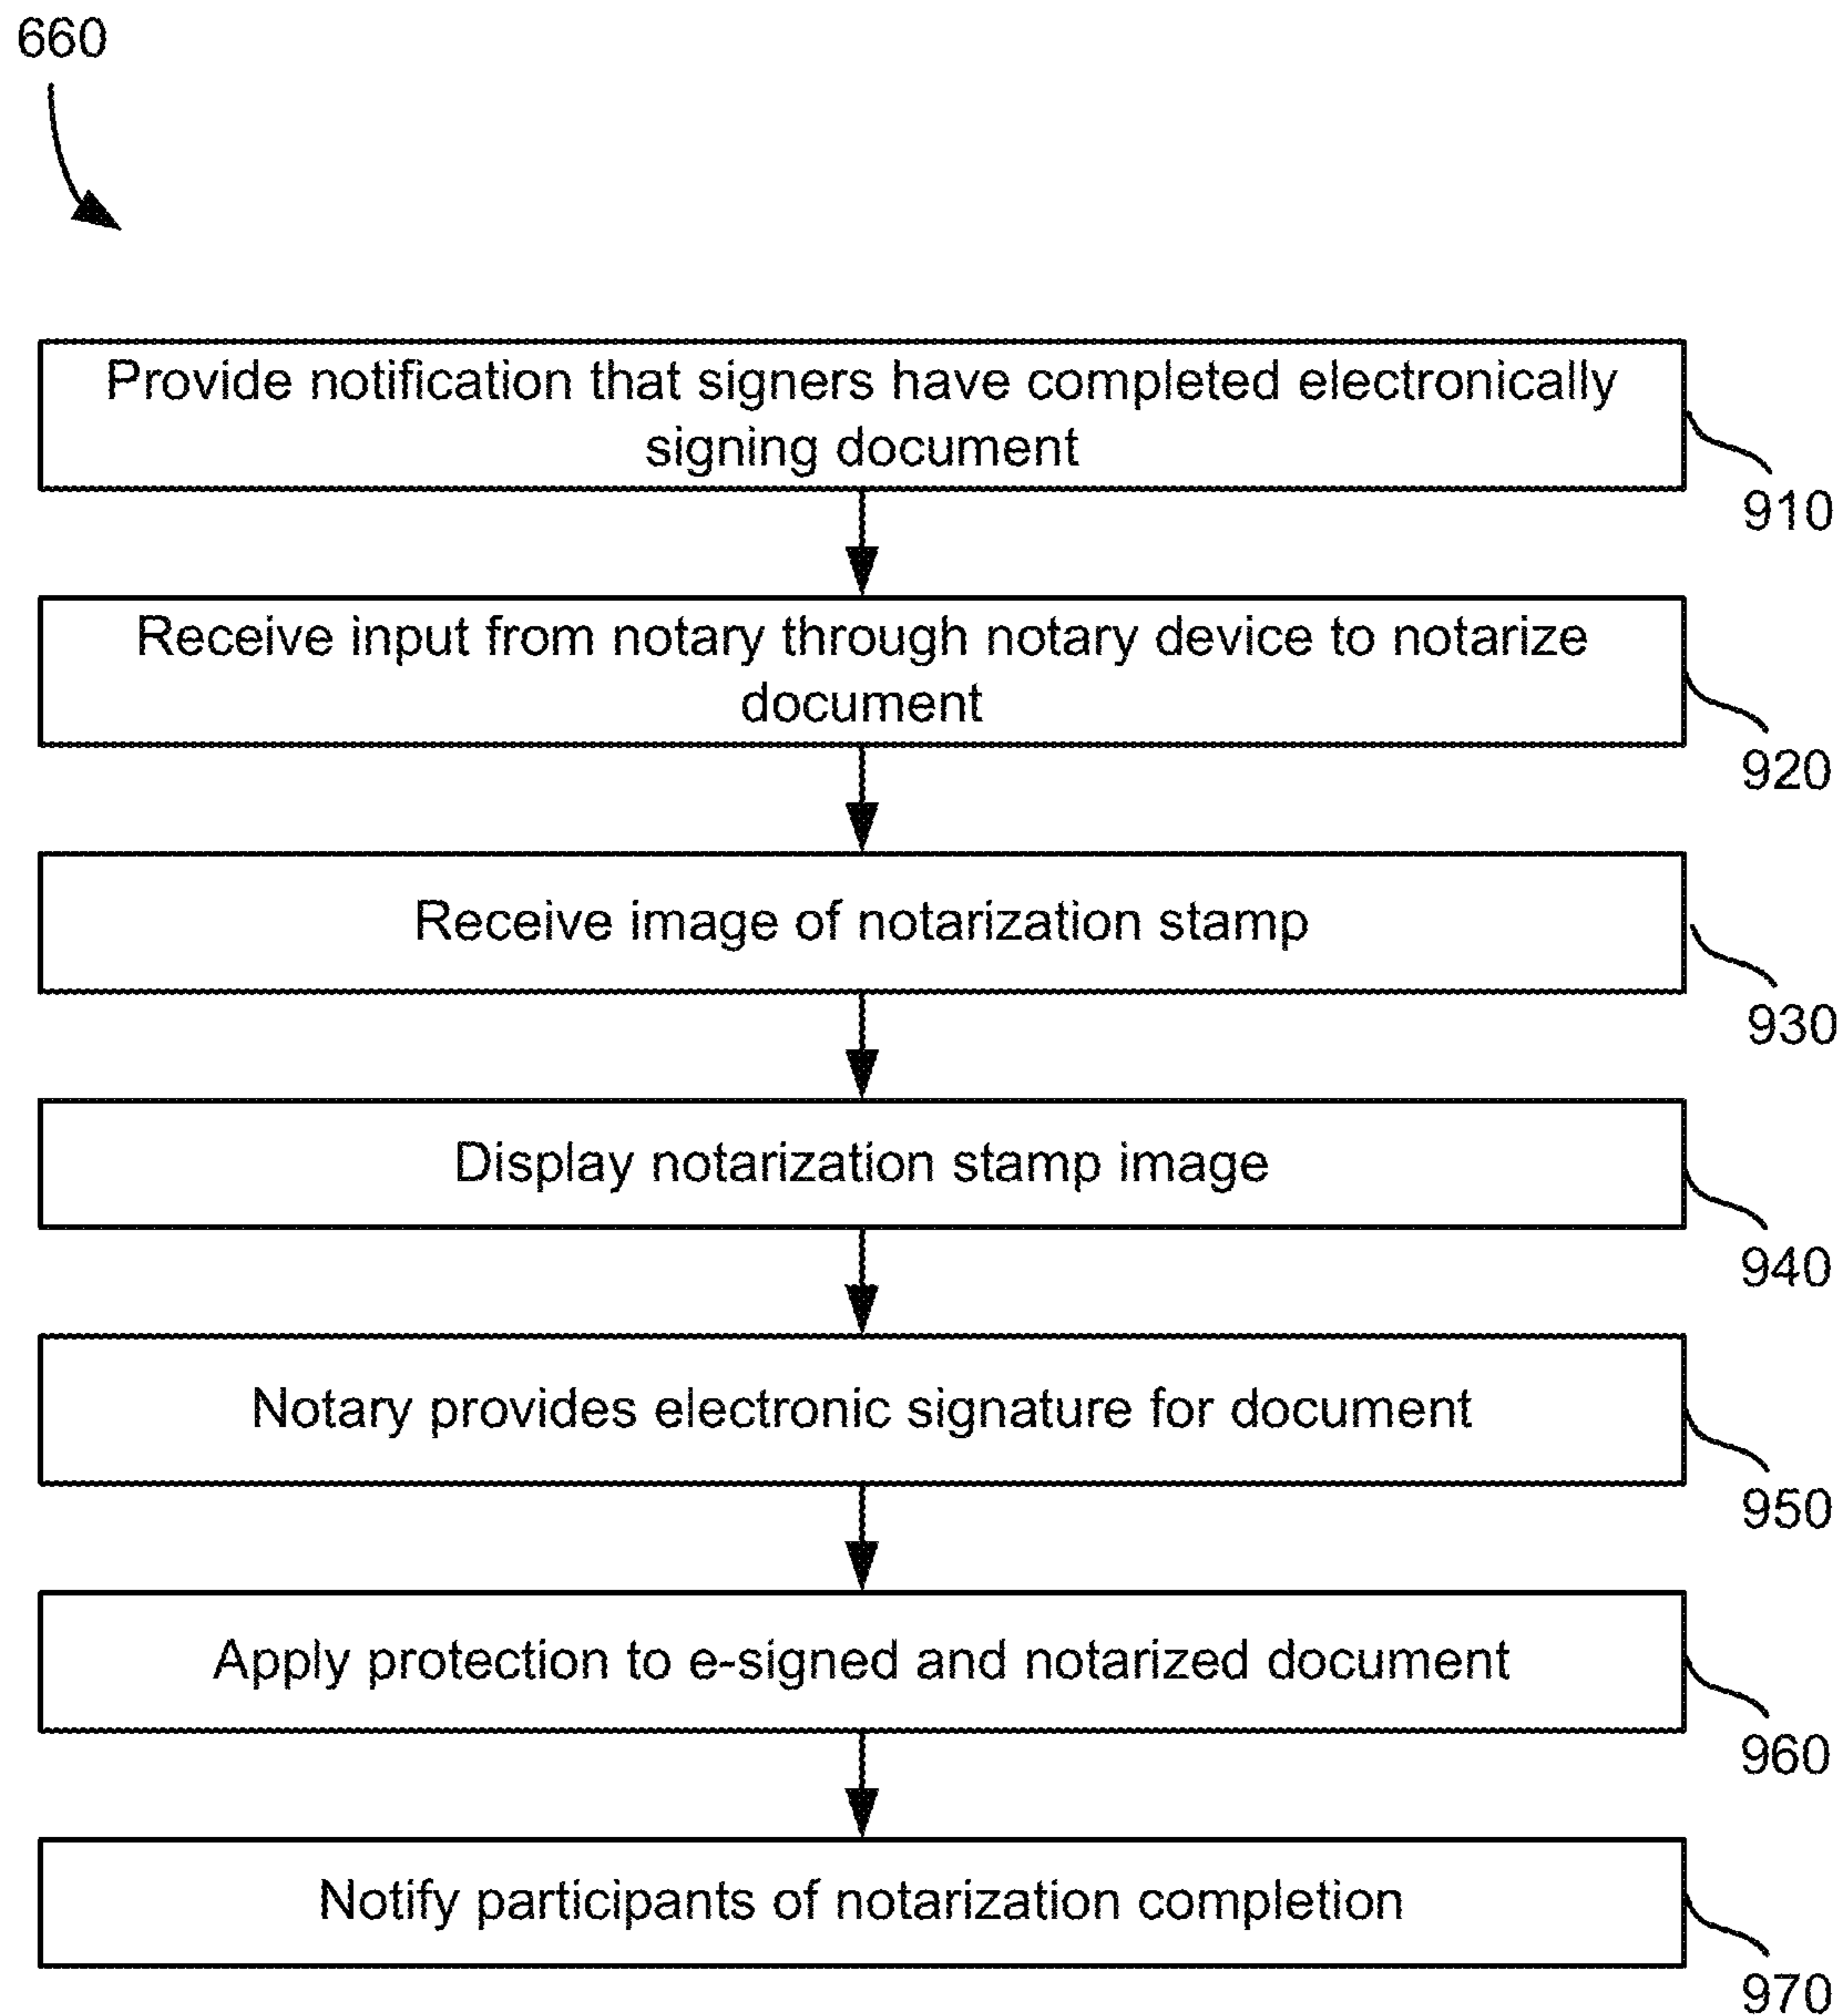 660
Provide notification that signers have completed electronically
signing document
910
Receive input from notary through notary device to notarize
document
920
Receive image of notarization stamp
930
Display notarization stamp image
940
Notary provides electronic signature for document
950
Apply protection to e-signed and notarized document
960
Notify participants of notarization completion
970